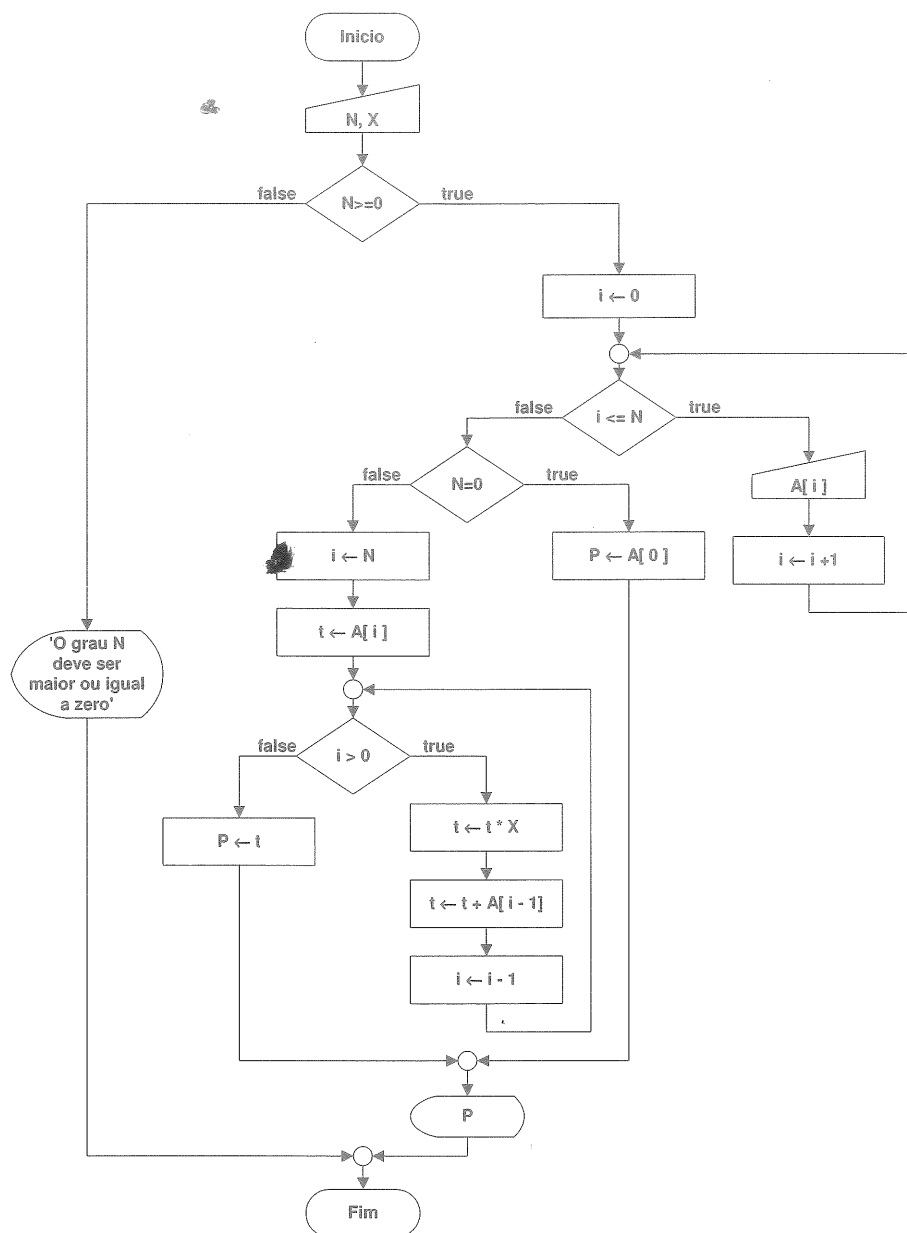 Inicio
N, X
false
true
N>=0
i ← 0
false
true
i <= N
false
true
N=0
A[ i ]
i ← N
P ← A[ 0 ]
i ← i +1
t ← A[ i ]
'O grau N
deve ser
maior ou igual
a zero'
false
true
i > 0
t ← t * X
P ← t
t ← t + A[ i - 1]
i ← i - 1
P
Fim